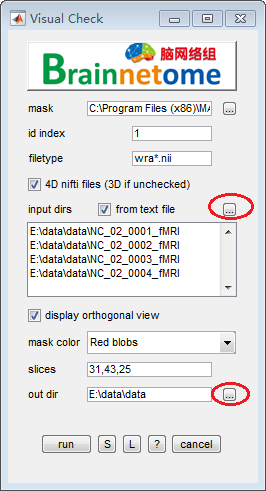 Visual Check
脑网络组
Brainnetome
mask C:\Program Files (x86)\MA ...
id index 1
filetype wra*.nii
4D nifti files (3D if unchecked)
input dirs from text file ...
E:\data\data\NC_02_0001_fMRI
E:\data\data\NC_02_0002_fMRI
E:\data\data\NC_02_0003_fMRI
E:\data\data\NC_02_0004_fMRI
display orthogonal view
mask color Red blobs
slices 31,43,25
out dir E:\data\data ...
run S L ? cancel